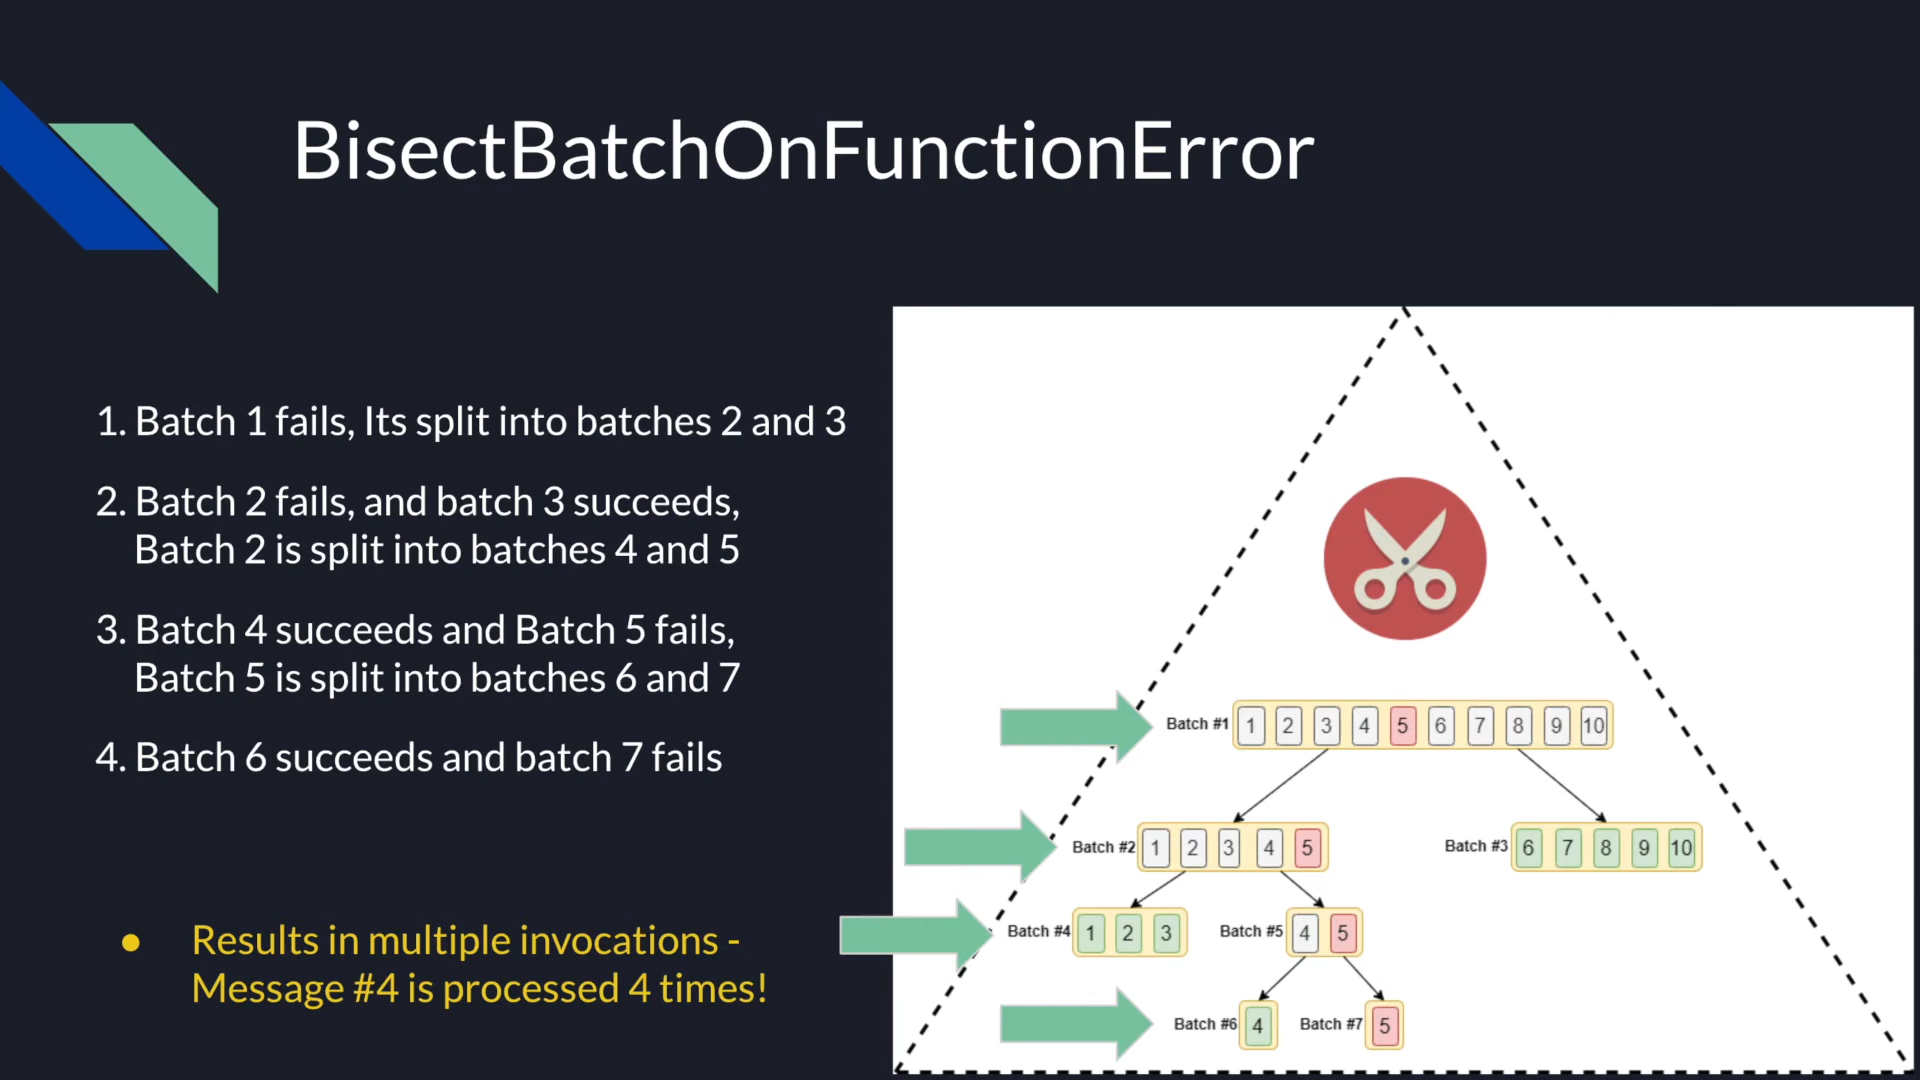 BisectBatchOnFunctionError
1. Batch 1 fails, Its split into batches 2 and 3
2. Batch 2 fails, and batch 3 succeeds,
Batch 2 is split into batches 4 and 5
3. Batch 4 succeeds and Batch 5 fails,
Batch 5 is split into batches 6 and 7
4. Batch 6 succeeds and batch 7 fails
● Results in multiple invocations -
Message #4 is processed 4 times!
Batch #1 1 2 3 4 5 6 7 8 9 10
Batch #2 1 2 3 4 5
Batch #3 6 7 8 9 10
Batch #4 1 2 3
Batch #5 4 5
Batch #6 4
Batch #7 5